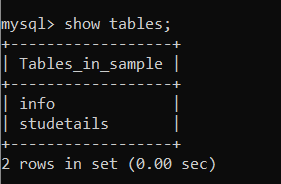 mysql> show tables;
+------------------+
| Tables_in_sample |
+------------------+
| info             |
| studetails       |
+------------------+
2 rows in set (0.00 sec)